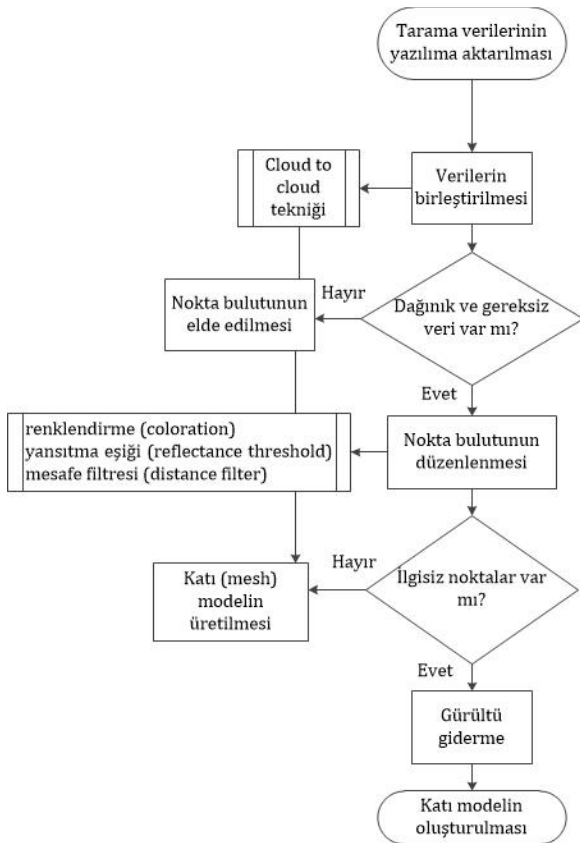 Tarama verilerinin
yazılıma aktarılması
Cloud to
cloud
tekniği
Verilerin
birleştirilmesi
Hayır
Nokta bulutunun
elde edilmesi
Dağınık ve gereksiz
veri var mı?
Evet
renklendirme (coloration)
yansıtma eşiği (reflectance threshold)
mesafe filtresi (distance filter)
Nokta bulutunun
düzenlenmesi
Hayır
Katı (mesh)
modelin
üretilmesi
İlgisiz noktalar var
mı?
Evet
Gürültü
giderme
Katı modelin
oluşturulması